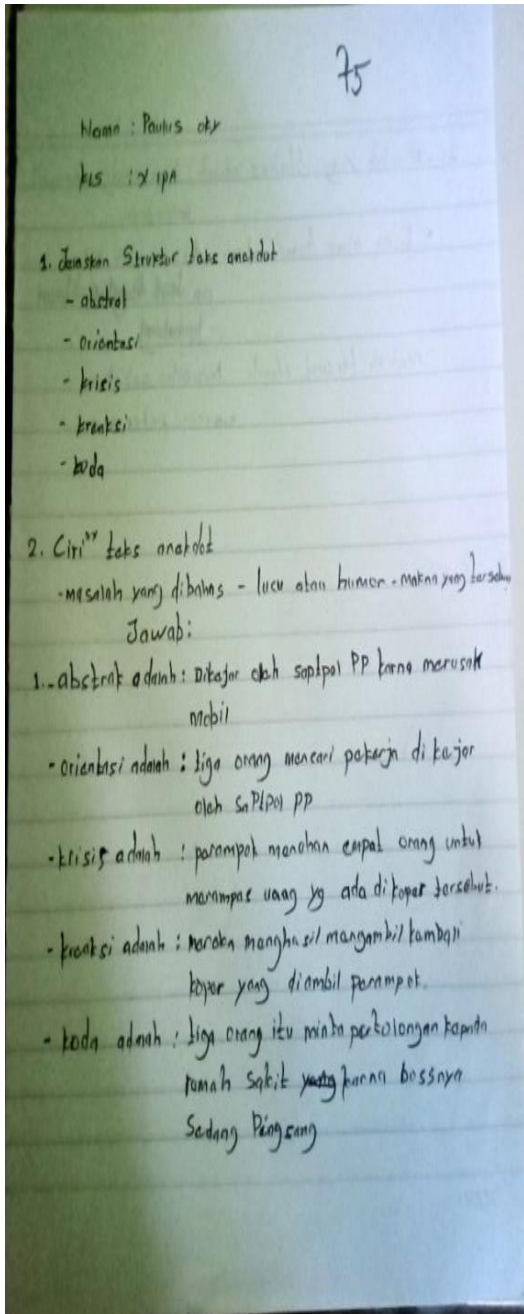 75
Nama : Paulus oky
kls : X IPA
1. Jelaskan Struktur teks anekdot
- abstrak
- orientasi
- krisis
- kreaksi
- koda
2. Ciri" teks anekdot
- masalah yang dibahas - lucu atau humor - makna yang
Jawab:
1. - abstrak adalah : Dikejar oleh satpol PP karna merusak
mobil
- orientasi adalah : tiga orang mencari pekerja di kejar
oleh SatPol PP
- krisis adalah : perampok menahan empat orang untuk
merampas uang yg ada di koper tersebut.
- kreaksi adalah : mereka menghasil mengambil kembali
koper yang diambil perampok.
- koda adalah : tiga orang itu minta pertolongan kepada
rumah sakit karna bossnya
Sedang Pingsang